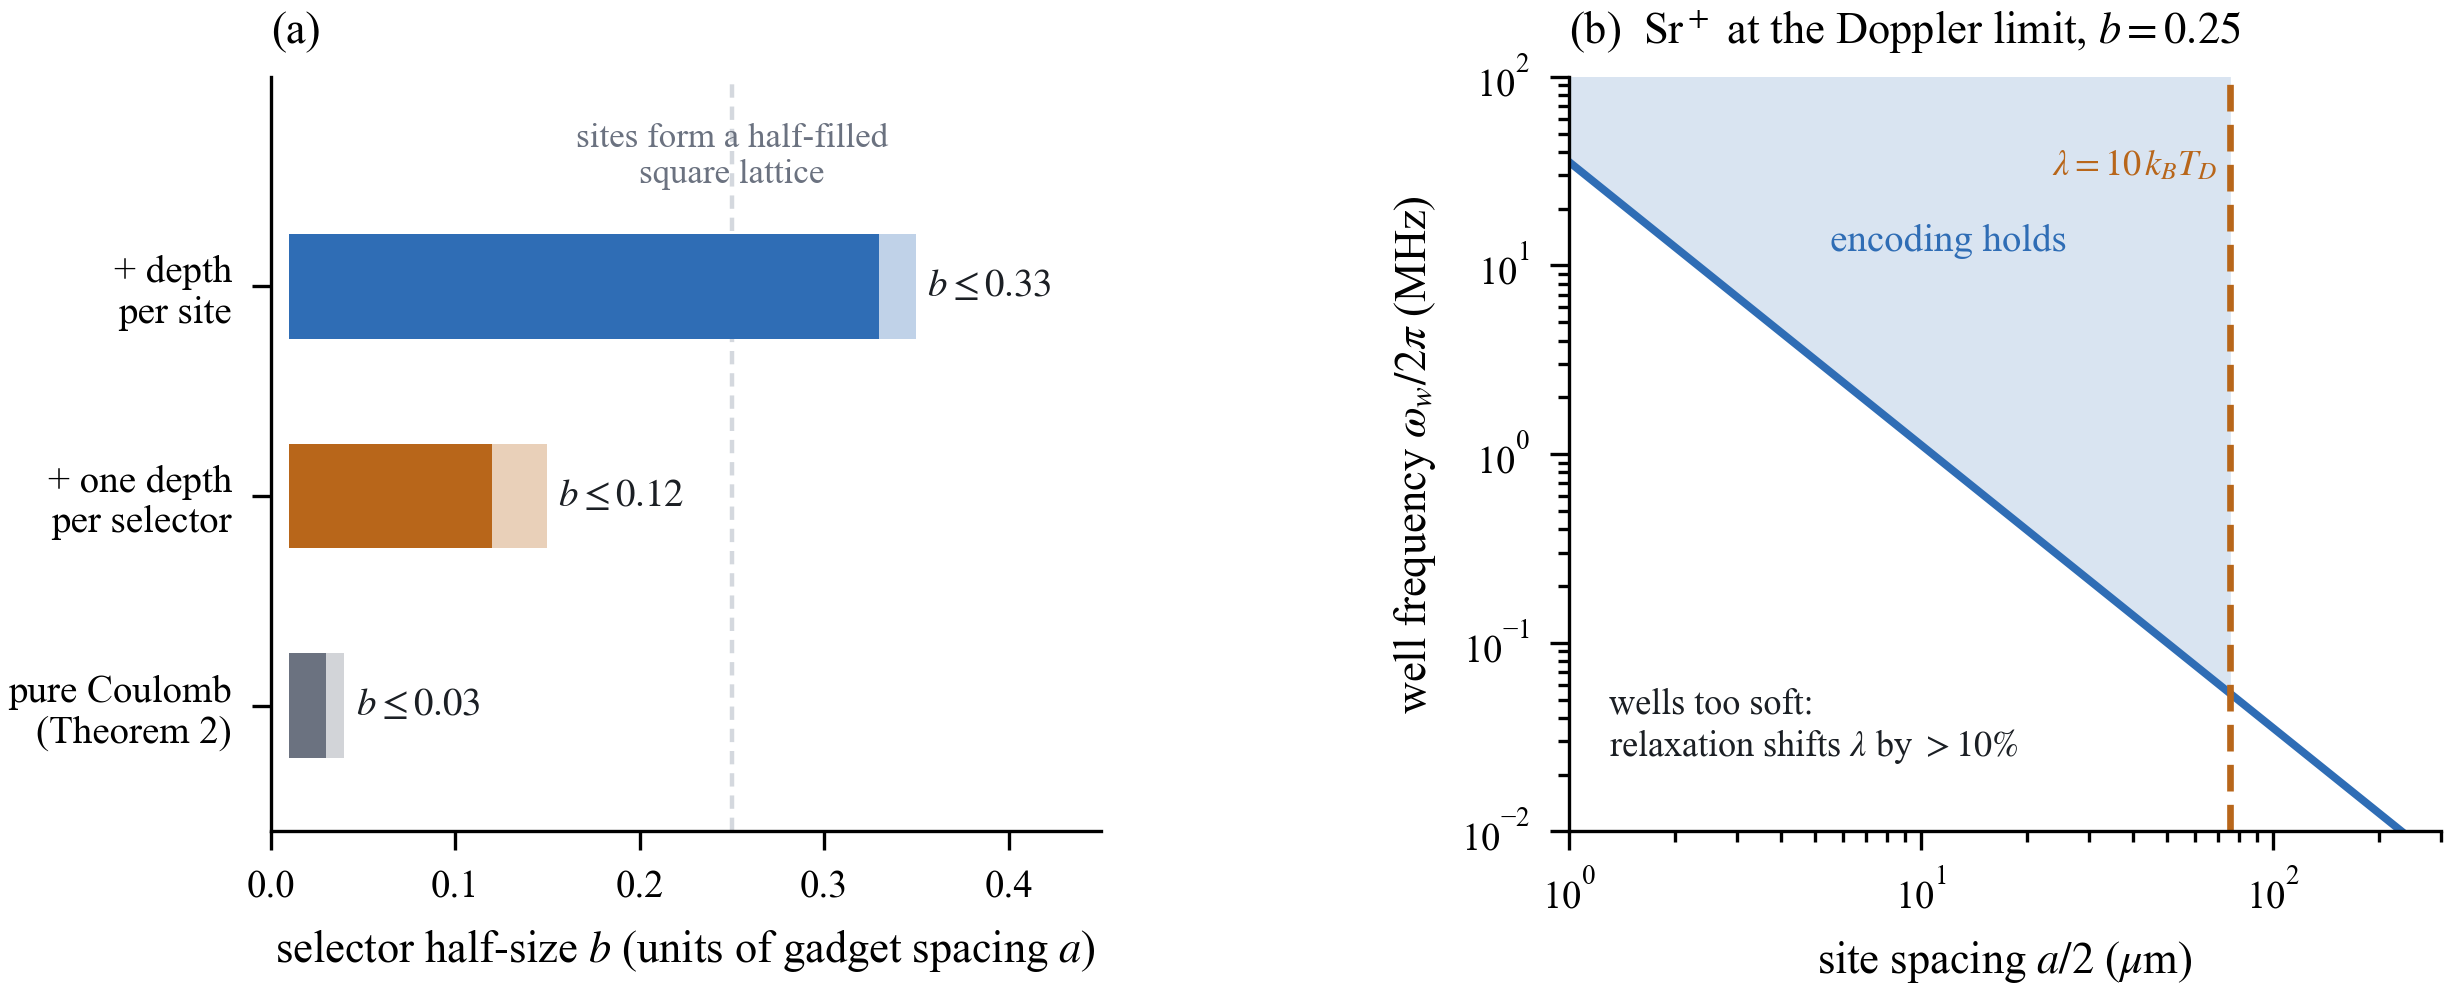 (a)
sites form a half-filled
square lattice
+ depth
per site
b ≤ 0.33
+ one depth
per selector
b ≤ 0.12
pure Coulomb
(Theorem 2)
b ≤ 0.03
0.0 0.1 0.2 0.3 0.4
selector half-size b (units of gadget spacing a)
(b) Sr⁺ at the Doppler limit, b = 0.25
well frequency ω_w/2π (MHz)
10²
10¹
10⁰
10⁻¹
10⁻²
λ = 10 k_B T_D
encoding holds
wells too soft:
relaxation shifts λ by > 10%
10⁰ 10¹ 10²
site spacing a/2 (μm)